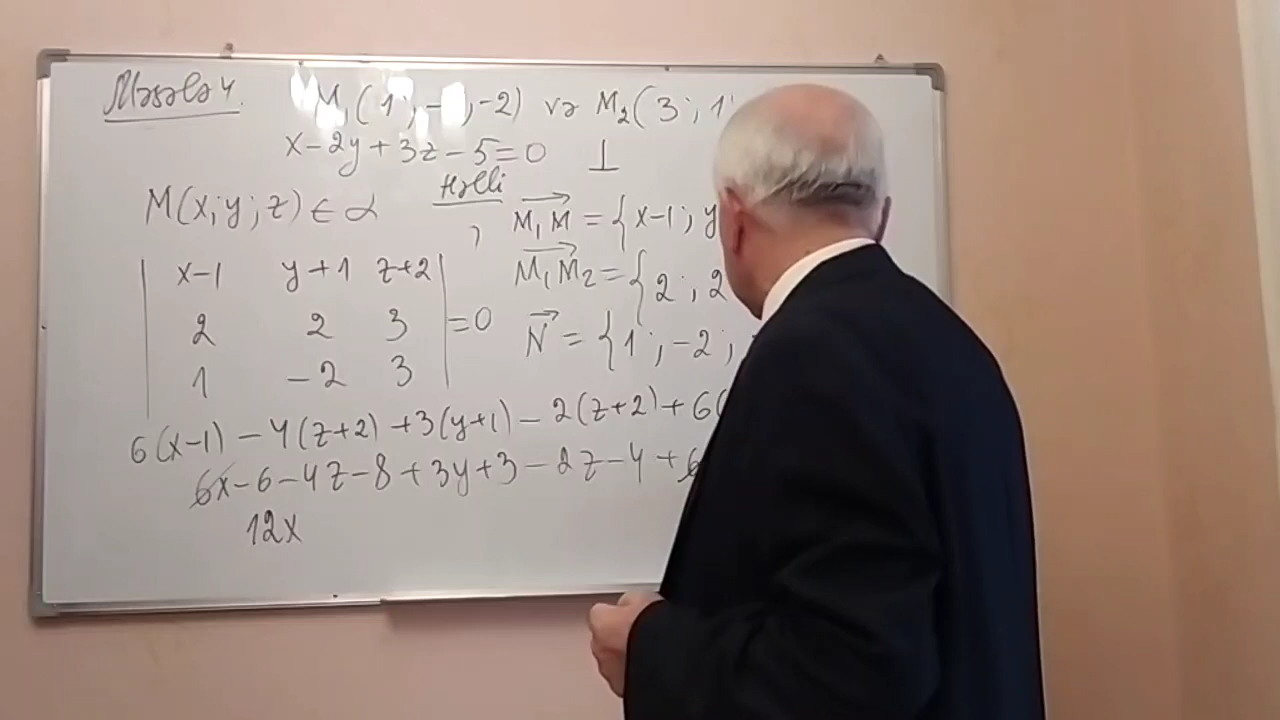 Məsələ 4. M₁(1; - , -2) və M₂(3; 1;
x-2y+3z-5=0 ⊥
Həlli
M(x;y;z) ∈ α , M₁M = {x-1; y
| x-1 y+1 z+2 | M₁M₂ = {2; 2
| 2 2 3 | =0 N = {1; -2;
| 1 -2 3 |
6(x-1) - 4(z+2) + 3(y+1) - 2(z+2) + 6(
6x-6-4z-8+3y+3-2z-4+6
12x